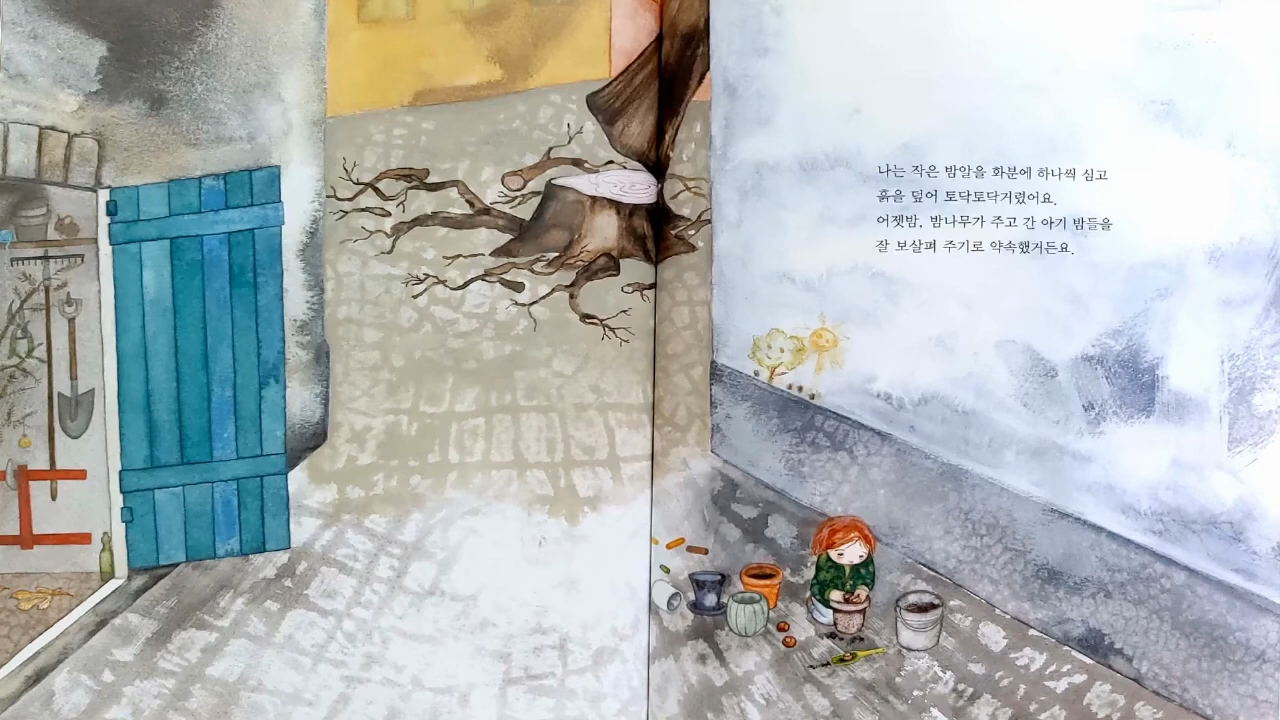 나는 작은 밤알을 화분에 하나씩 심고
흙을 덮어 토닥토닥거렸어요.
어젯밤, 밤나무가 주고 간 아기 밤들을
잘 보살펴 주기로 약속했거든요.